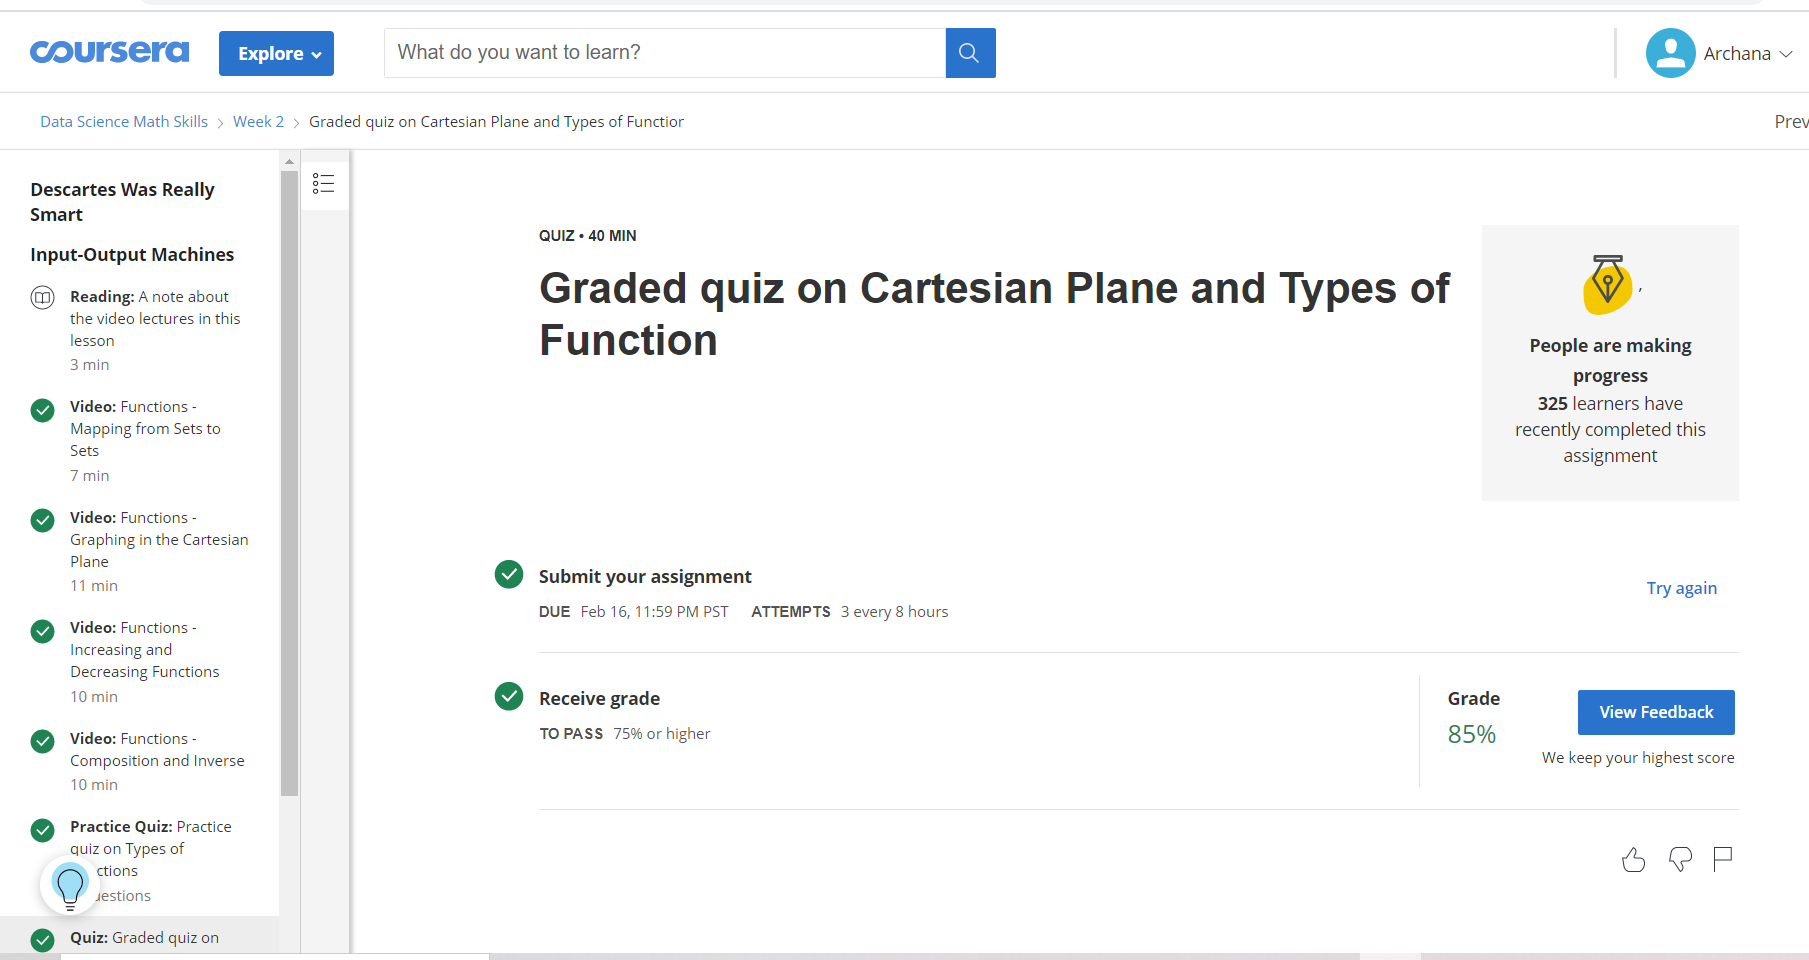 coursera
Explore
What do you want to learn?
Archana
Data Science Math Skills > Week 2 > Graded quiz on Cartesian Plane and Types of Functior
Prev
Descartes Was Really
Smart
Input-Output Machines
Reading: A note about
the video lectures in this
lesson
3 min
Video: Functions -
Mapping from Sets to
Sets
7 min
Video: Functions -
Graphing in the Cartesian
Plane
11 min
Video: Functions -
Increasing and
Decreasing Functions
10 min
Video: Functions -
Composition and Inverse
10 min
Practice Quiz: Practice
quiz on Types of
ctions
uestions
Quiz: Graded quiz on
QUIZ • 40 MIN
Graded quiz on Cartesian Plane and Types of
Function
,
People are making
progress
325 learners have
recently completed this
assignment
Submit your assignment
DUE Feb 16, 11:59 PM PST ATTEMPTS 3 every 8 hours
Try again
Receive grade
TO PASS 75% or higher
Grade
85%
View Feedback
We keep your highest score